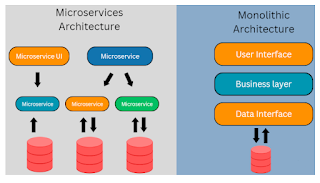 Microservices
Architecture
Microservice UI
Microservice
Microservice
Microservice
Microservice
Monolithic
Architecture
User Interface
Business layer
Data Interface